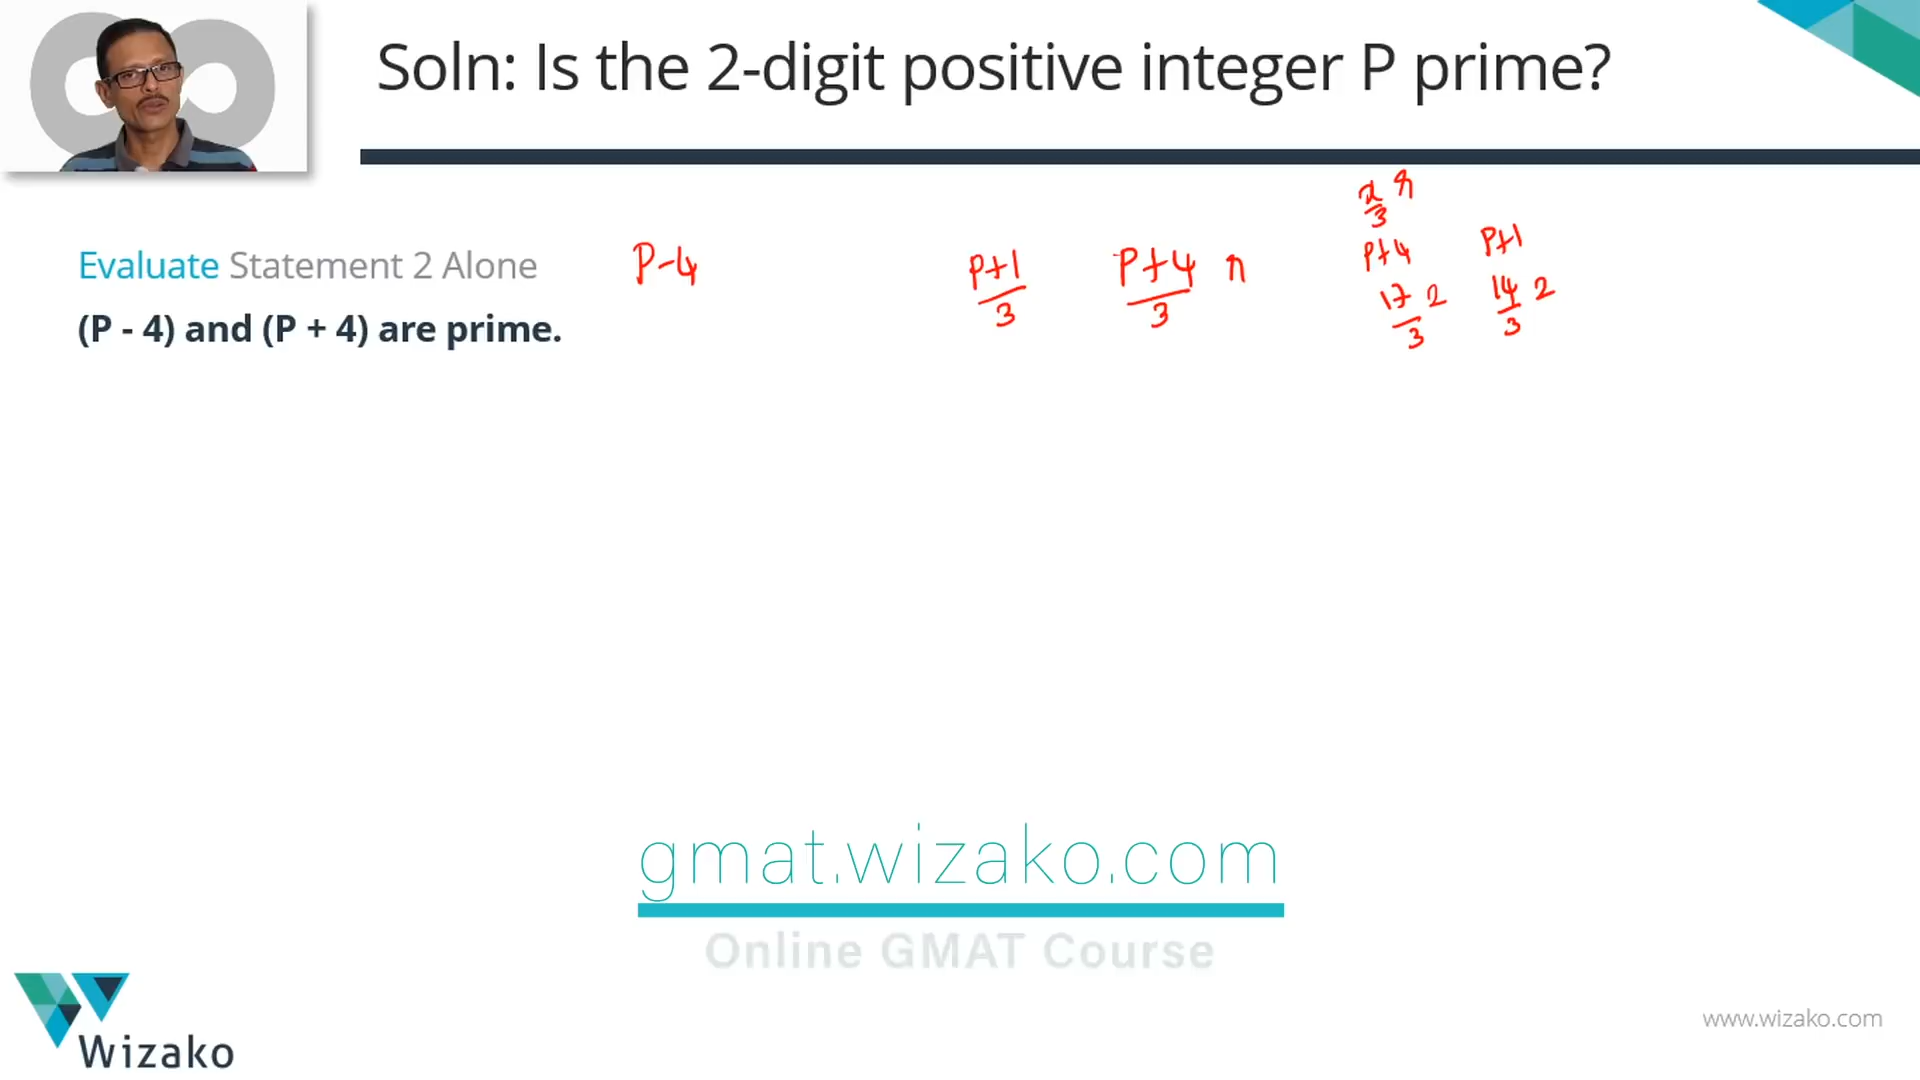 Soln: Is the 2-digit positive integer P prime?
Evaluate Statement 2 Alone
(P - 4) and (P + 4) are prime.
P-4
P+1
3
P+4
3
r
x
3
r
P+4
17
3
2
P+1
14
3
2
gmat.wizako.com
Online GMAT Course
Wizako
www.wizako.com